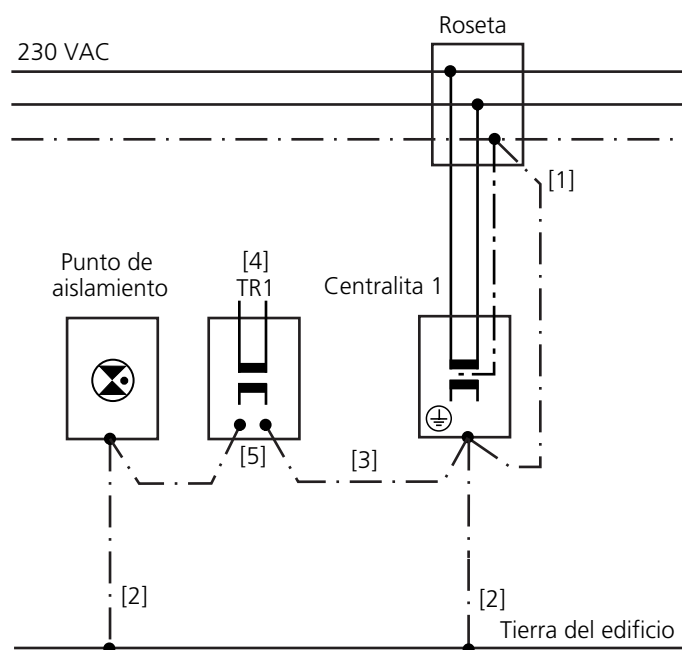 Roseta
230 VAC
[1]
Punto de
aislamiento
[4]
TR1
Centralita 1
[5]
[3]
[2]
[2]
Tierra del edificio